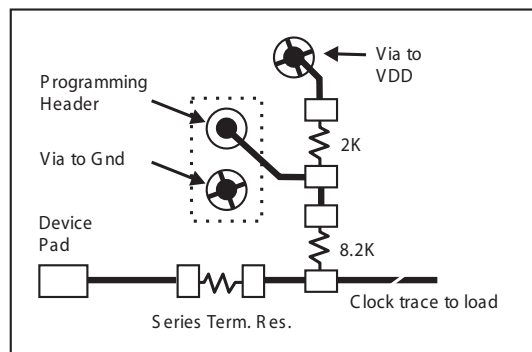 Via to
VDD
Programming
Header
2K
Via to Gnd
Device
Pad
8.2K
Clock trace to load
Series Term. Res.